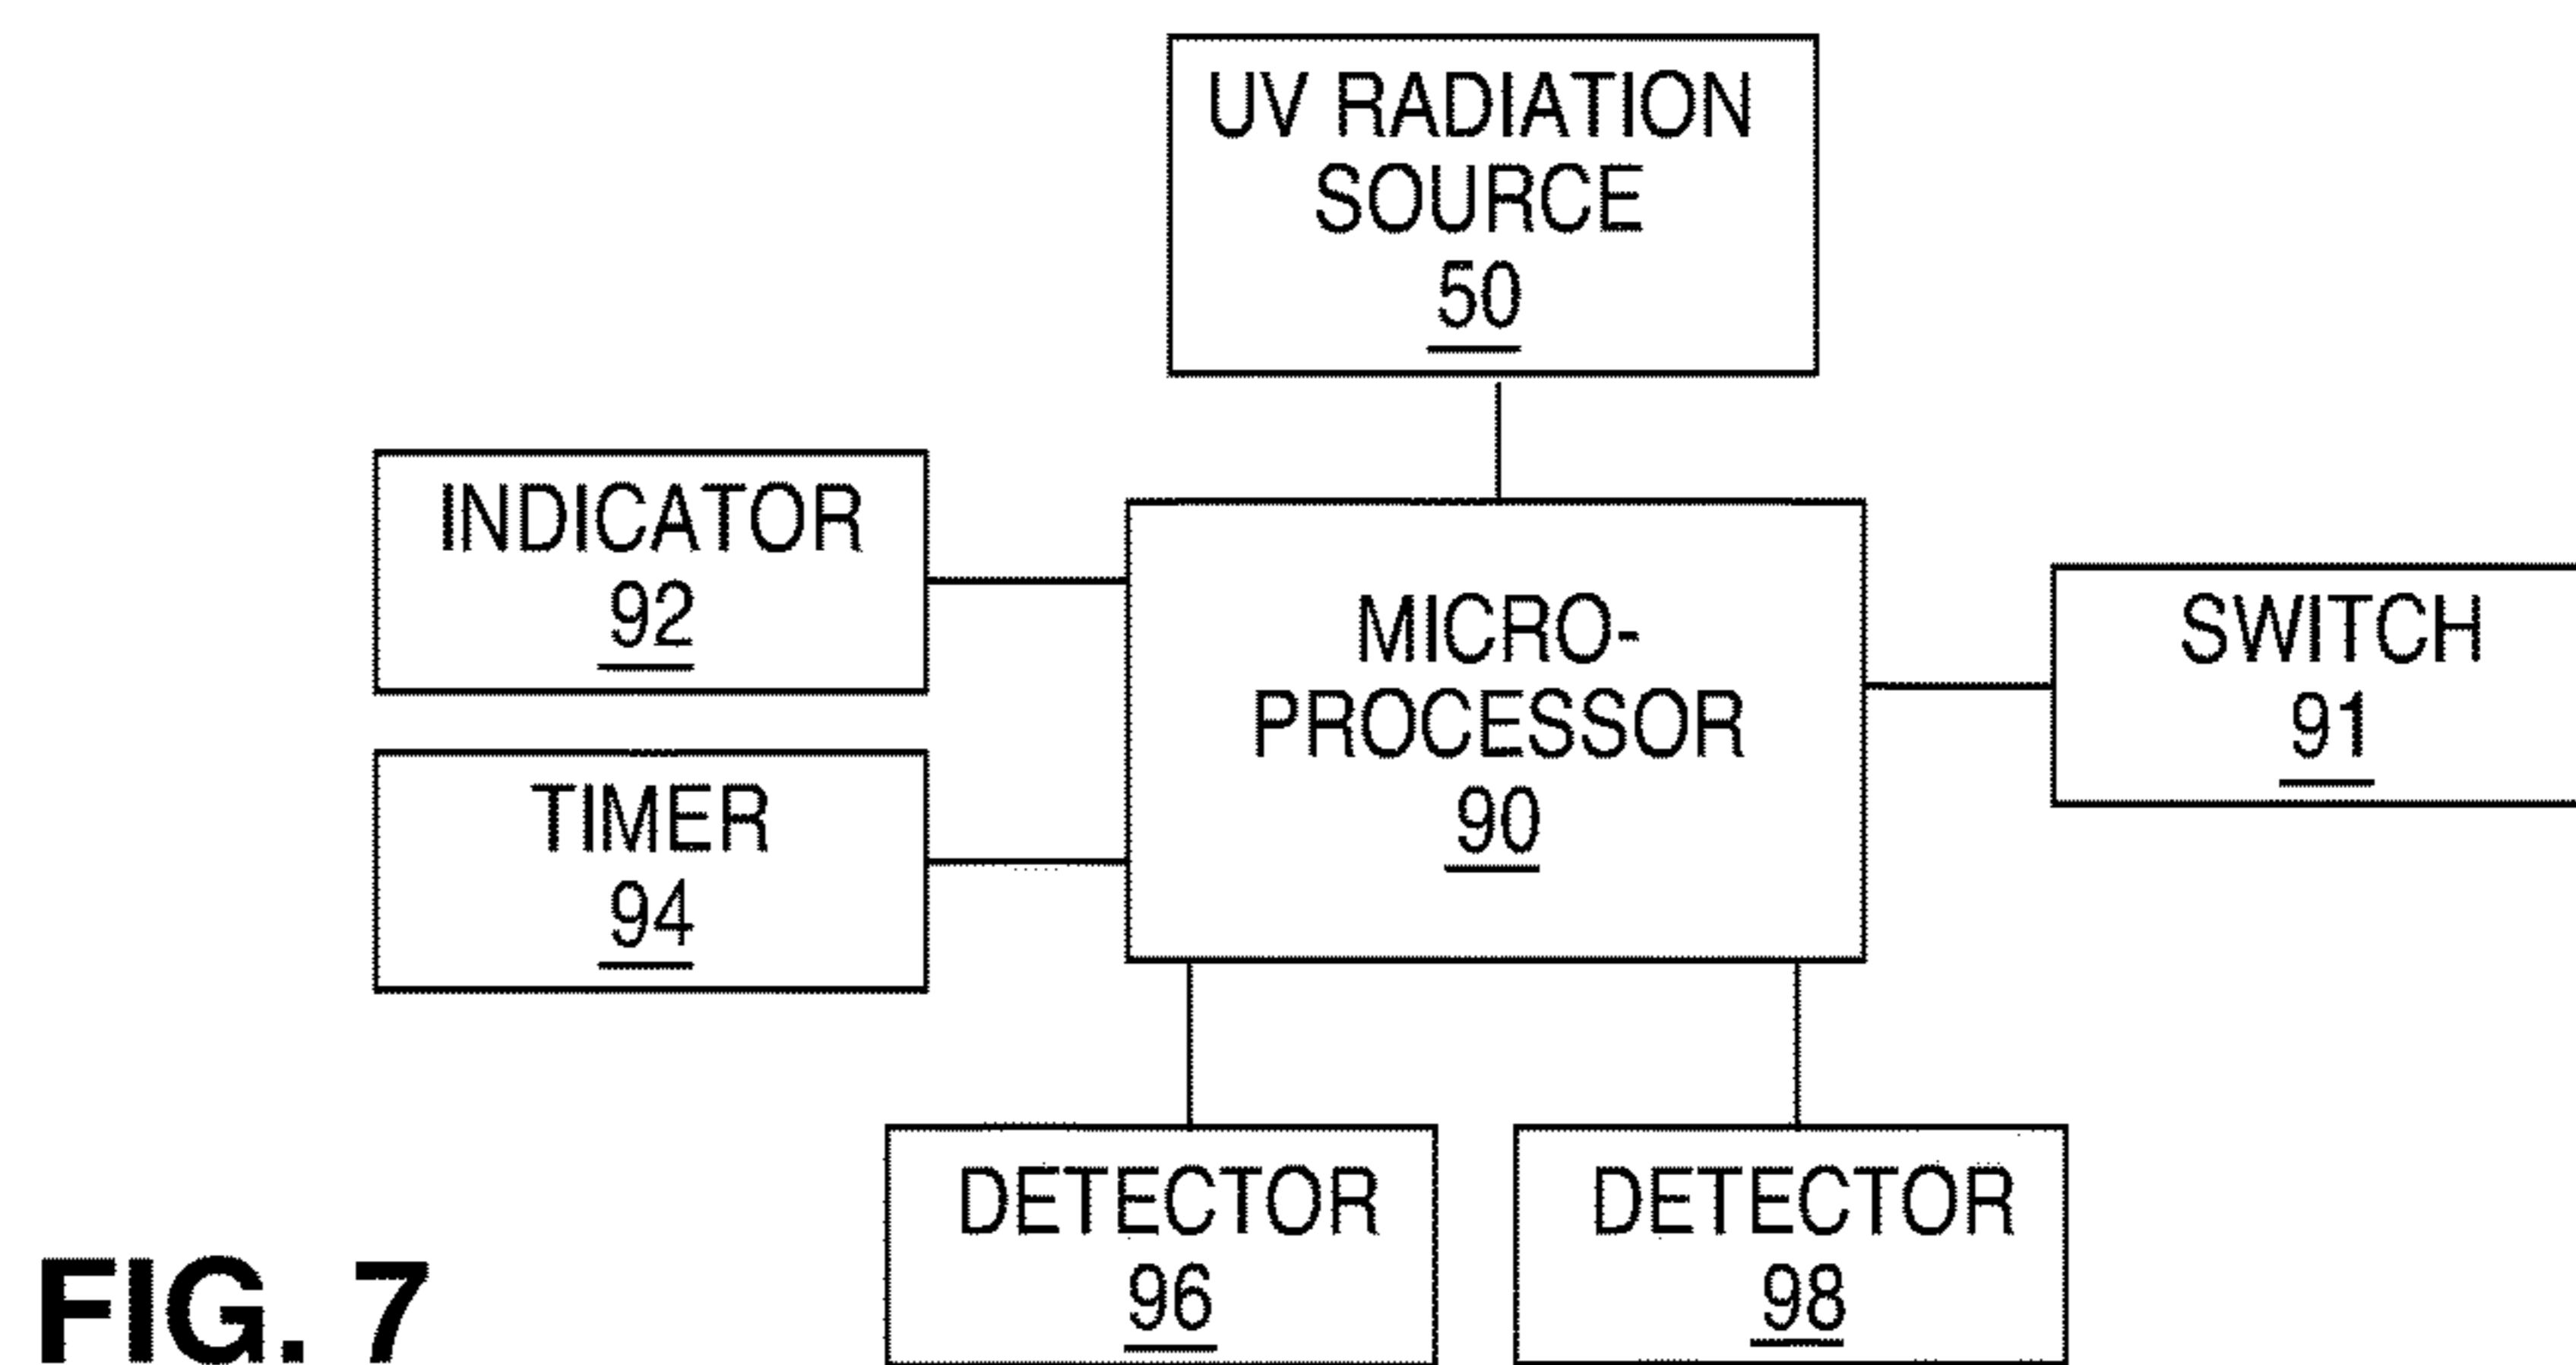 UV RADIATION
SOURCE
50
INDICATOR
92
MICRO-
PROCESSOR
90
SWITCH
91
TIMER
94
DETECTOR
96
DETECTOR
98
FIG. 7